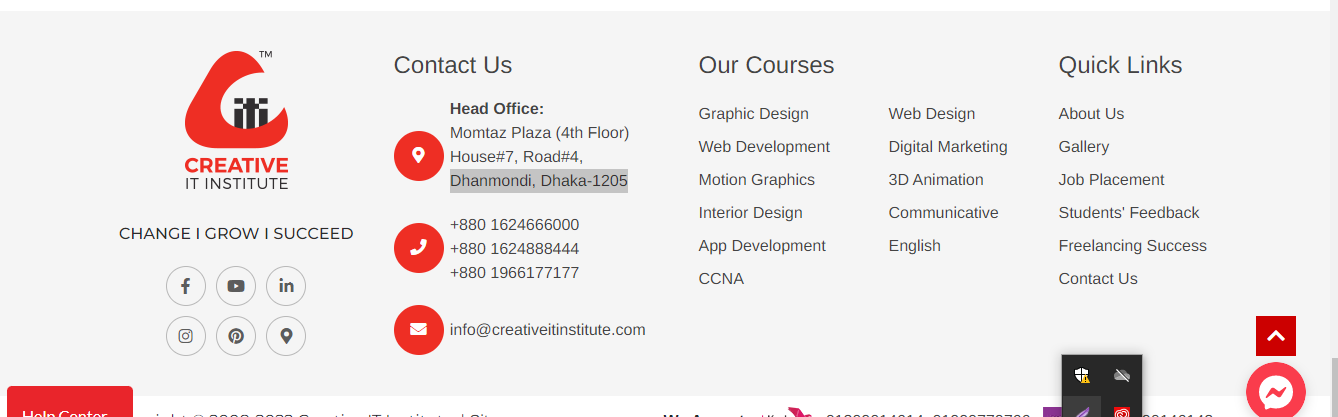 TM
iti
CREATIVE
IT INSTITUTE
CHANGE I GROW I SUCCEED
Contact Us
Head Office:
Momtaz Plaza (4th Floor)
House#7, Road#4,
Dhanmondi, Dhaka-1205
+880 1624666000
+880 1624888444
+880 1966177177
info@creativeitinstitute.com
Our Courses
Graphic Design
Web Development
Motion Graphics
Interior Design
App Development
CCNA
Web Design
Digital Marketing
3D Animation
Communicative
English
Quick Links
About Us
Gallery
Job Placement
Students' Feedback
Freelancing Success
Contact Us
Help Center
Creative IT Institute